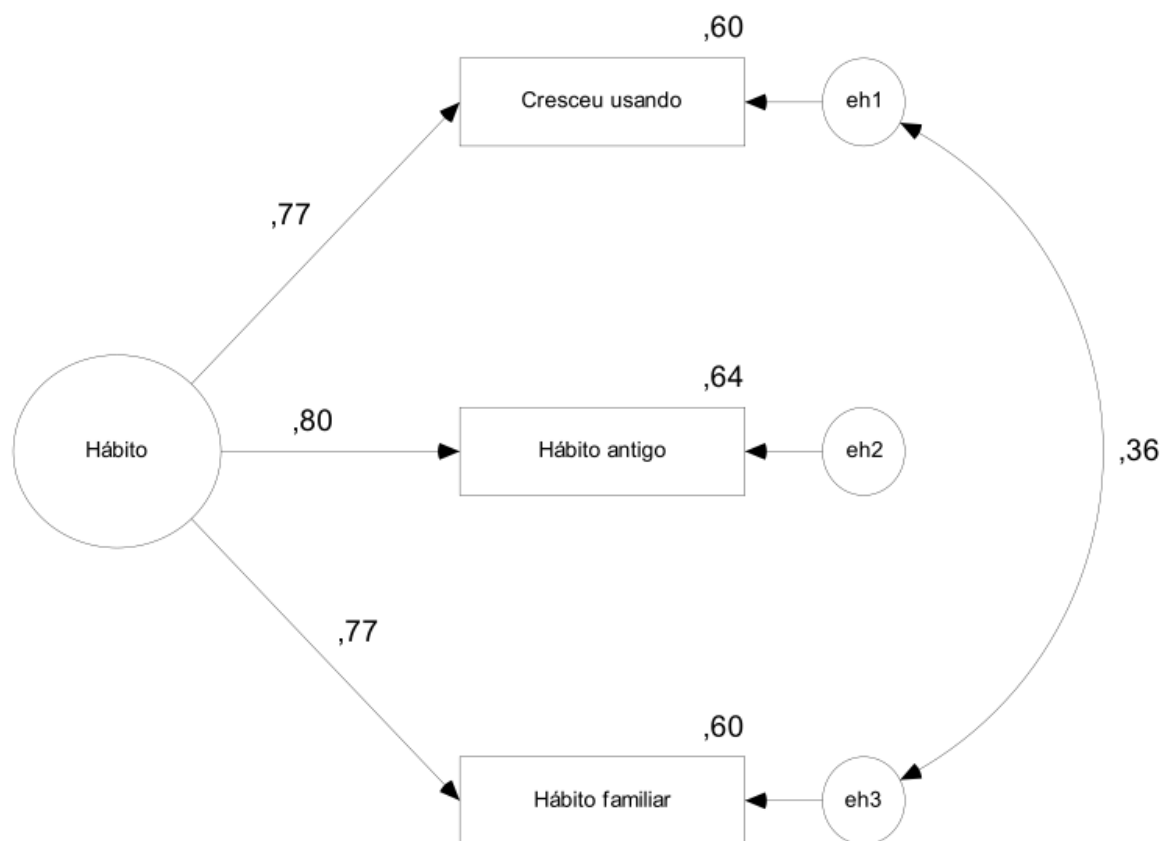 ,60
Cresceu usando
eh1
,77
,64
Hábito
,80
Hábito antigo
eh2
,36
,77
,60
Hábito familiar
eh3